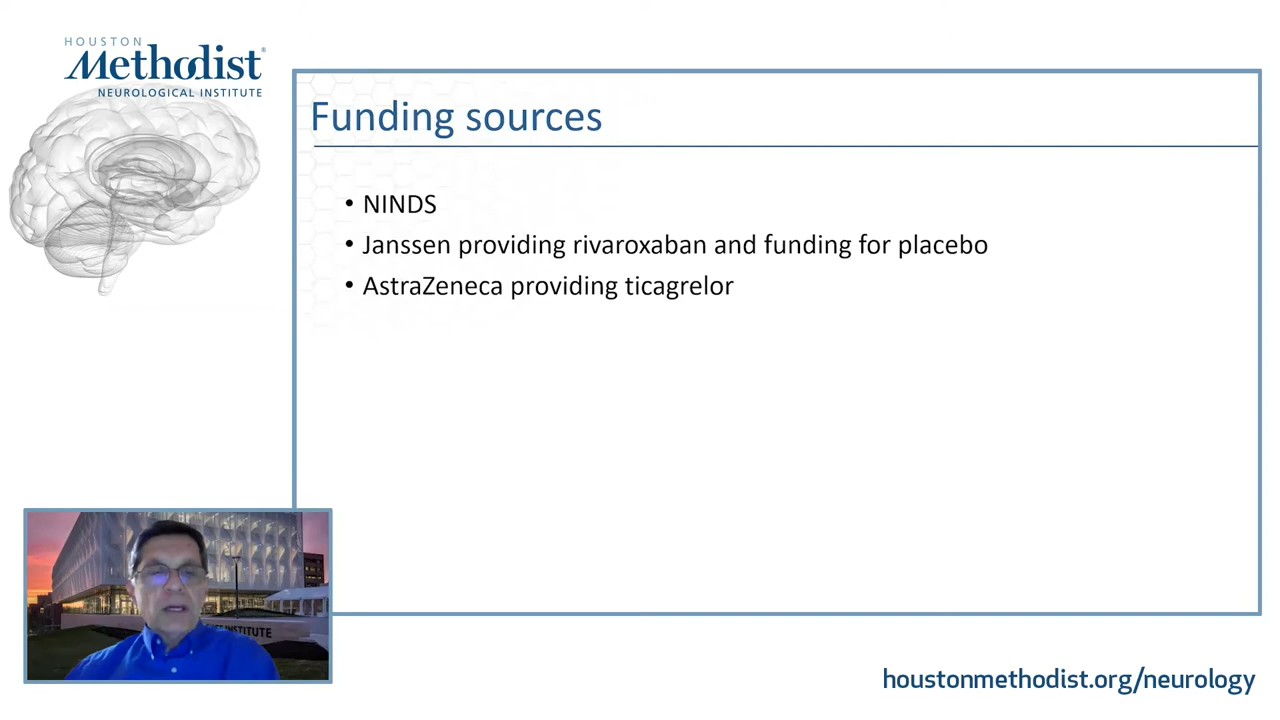 HOUSTON
Methodist®
NEUROLOGICAL INSTITUTE
Funding sources
• NINDS
• Janssen providing rivaroxaban and funding for placebo
• AstraZeneca providing ticagrelor
INSTITUTE
houstonmethodist.org/neurology